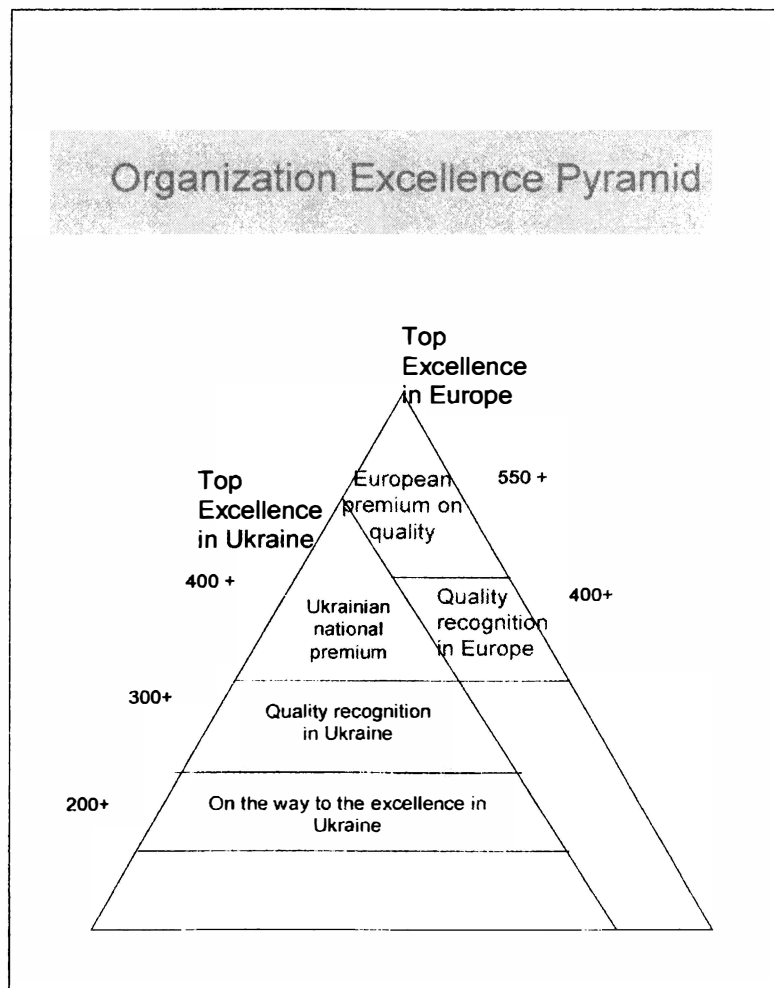 Organization Excellence Pyramid
Top
Excellence
in Europe
Top
Excellence
in Ukraine
European
premium on
quality
550 +
400 +
Ukrainian
national
premium
Quality
recognition
in Europe
400+
300+
Quality recognition
in Ukraine
200+
On the way to the excellence in
Ukraine